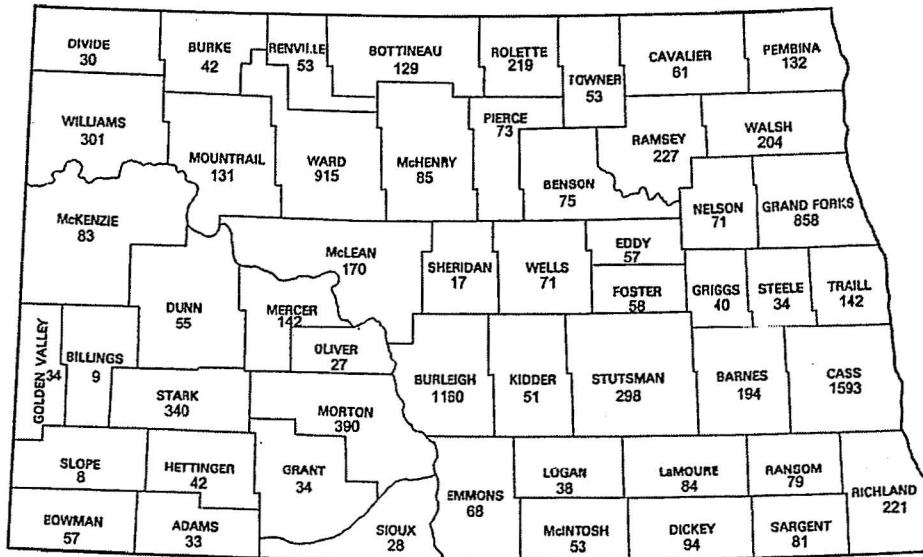 DIVIDE
30
BURKE
42
RENVILLE
53
BOTTINEAU
129
ROLETTE
219
TOWNER
53
CAVALIER
61
PEMBINA
132
WILLIAMS
301
MOUNTRAIL
131
WARD
915
McHENRY
85
PIERCE
73
BENSON
75
RAMSEY
227
WALSH
204
McKENZIE
83
NELSON
71
GRAND FORKS
858
McLEAN
170
SHERIDAN
17
WELLS
71
EDDY
57
FOSTER
58
GRIGGS
40
STEELE
34
TRAILL
142
DUNN
55
MERCER
142
OLIVER
27
GOLDEN VALLEY
34
BILLINGS
9
STARK
340
MORTON
390
BURLEIGH
1160
KIDDER
51
STUTSMAN
298
BARNES
194
CASS
1593
SLOPE
8
HETTINGER
42
GRANT
34
EMMONS
68
LOGAN
38
LaMOURE
84
RANSOM
79
RICHLAND
221
BOWMAN
57
ADAMS
33
SIOUX
28
McINTOSH
53
DICKEY
94
SARGENT
81